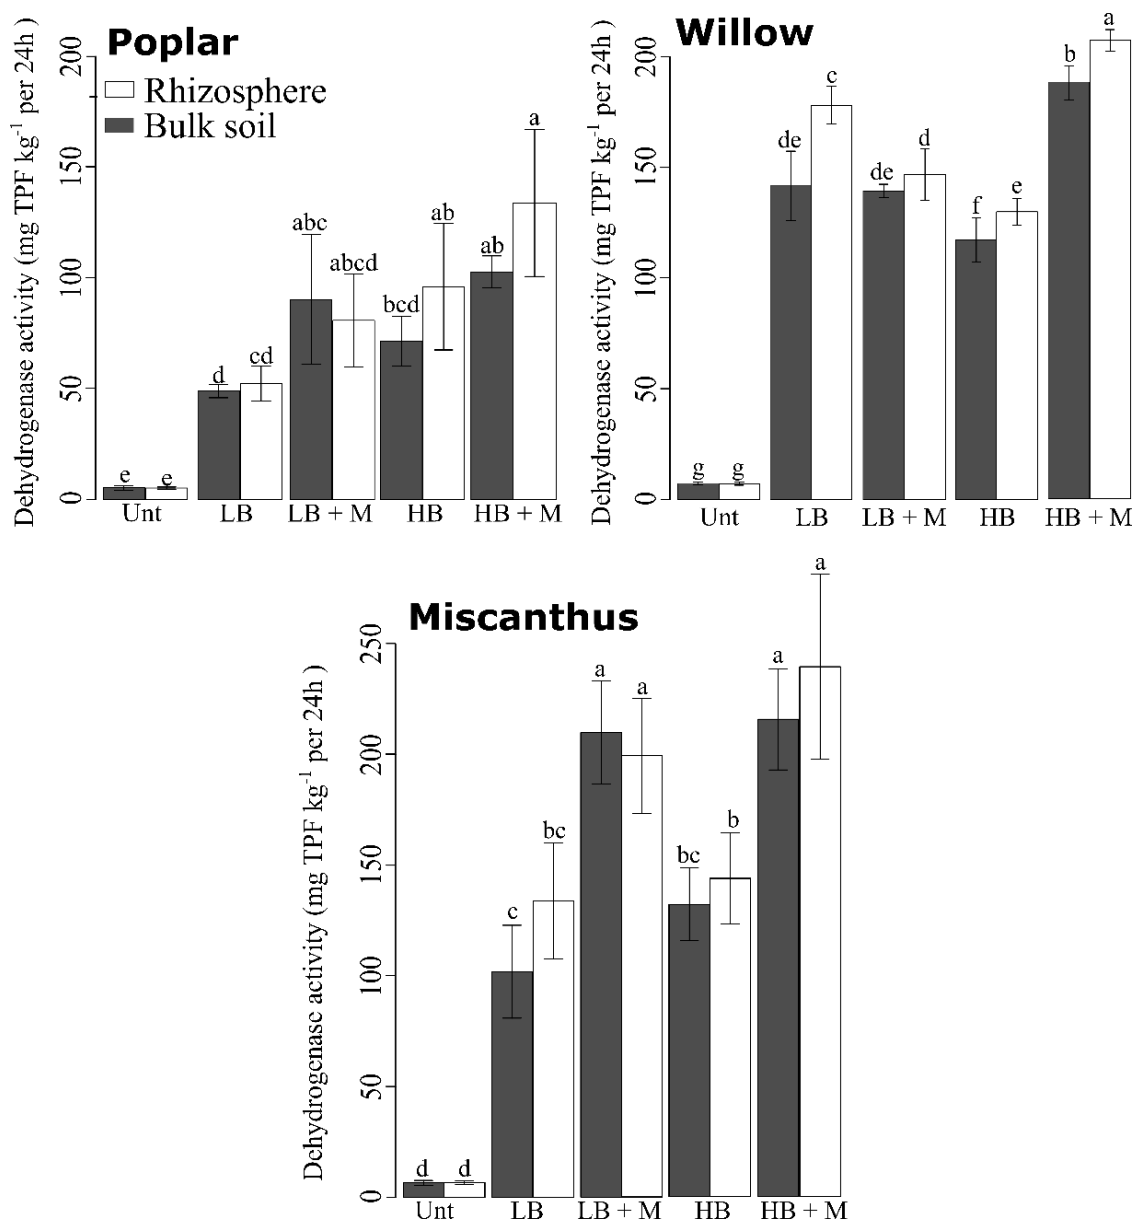 Poplar
Rhizosphere
Bulk soil
Dehydrogenase activity (mg TPF kg⁻¹ per 24h )
200
150
100
50
0
e e d cd abc abcd bcd ab ab a
Unt LB LB + M HB HB + M
Willow
Dehydrogenase activity (mg TPF kg⁻¹ per 24h )
200
150
100
50
0
g g de c de d f e b a
Unt LB LB + M HB HB + M
Miscanthus
Dehydrogenase activity (mg TPF kg⁻¹ per 24h )
250
200
150
100
50
0
d d c bc a a bc b a a
Unt LB LB + M HB HB + M